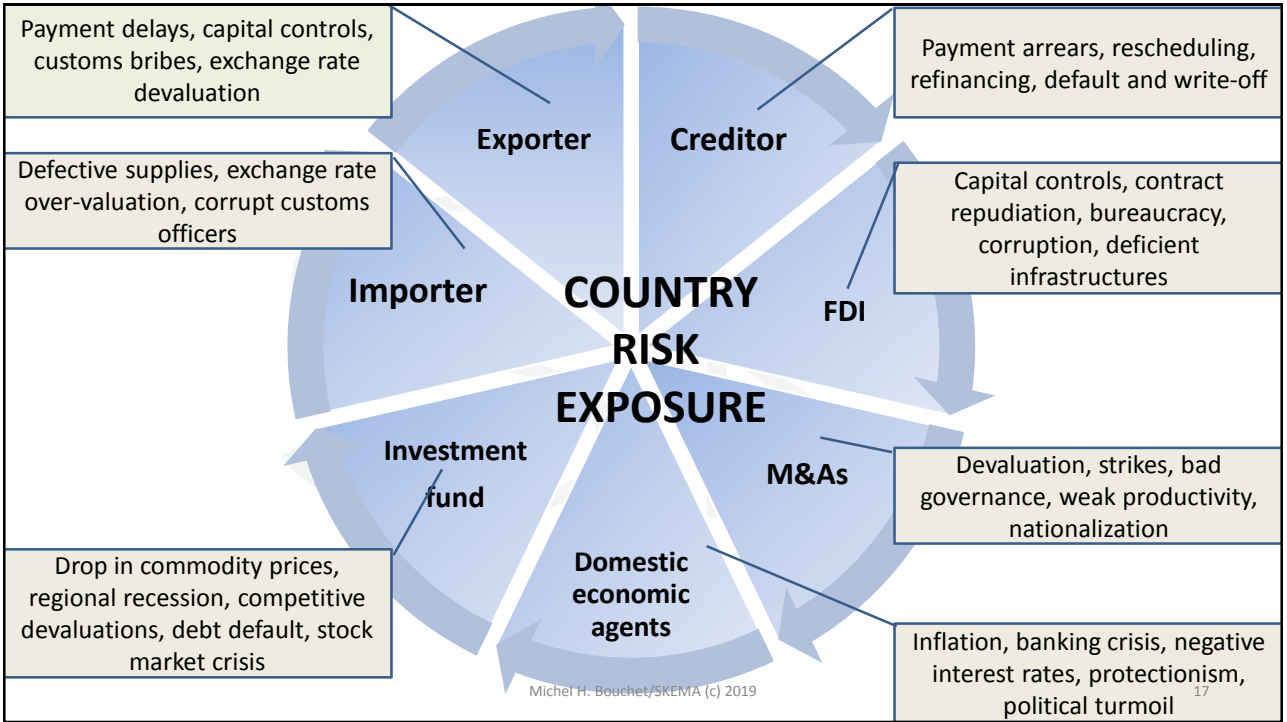 Payment delays, capital controls,
customs bribes, exchange rate
devaluation
Payment arrears, rescheduling,
refinancing, default and write-off
Exporter
Creditor
Defective supplies, exchange rate
over-valuation, corrupt customs
officers
Capital controls, contract
repudiation, bureaucracy,
corruption, deficient
infrastructures
Importer
COUNTRY
RISK
EXPOSURE
FDI
Investment
fund
M&As
Devaluation, strikes, bad
governance, weak productivity,
nationalization
Drop in commodity prices,
regional recession, competitive
devaluations, debt default, stock
market crisis
Domestic
economic
agents
Inflation, banking crisis, negative
interest rates, protectionism,
political turmoil
Michel H. Bouchet/SKEMA (c) 2019
17